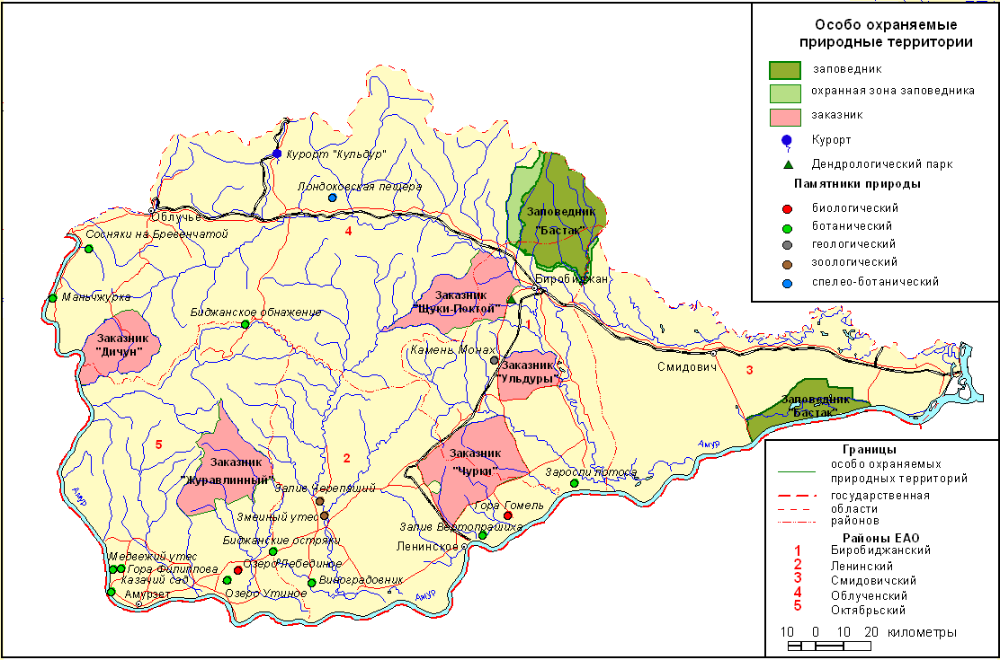 Особо охраняемые
природные территории
заповедник
охранная зона заповедника
заказник
Курорт
Дендрологический парк
Памятники природы
биологический
ботанический
геологический
зоологический
спелео-ботанический
Курорт "Кульдур"
Лондоковская пещера
Облучье
4
Сосняки на Бревенчатой
Заповедник
"Бастак"
Биробиджан
Маньчжурка
Биджанское обнажение
Заказник
"Шуки-Поктой"
1
Заказник
"Дичун"
Камень Монах
Заказник
"Ульдуры"
Смидович
3
Заповедник
"Бастак"
5
2
Амур
Заказник
"Журавлинный"
Заказник
"Чурки"
Заросли лотоса
Амур
Залив Черепаший
Змеиный утес
Гора Гомель
Залив Вертопрашиха
Ленинское
Биджанские остряки
Медвежий утес
Гора Филиппова
Казачий сад
Амурзет
Озеро Лебединое
Озеро Утиное
Виноградовник
Амур
Границы
особо охраняемых
природных территорий
государственная
области
районов
Районы ЕАО
1 Биробиджанский
2 Ленинский
3 Смидовичский
4 Облученский
5 Октябрьский
10 0 10 20 километры